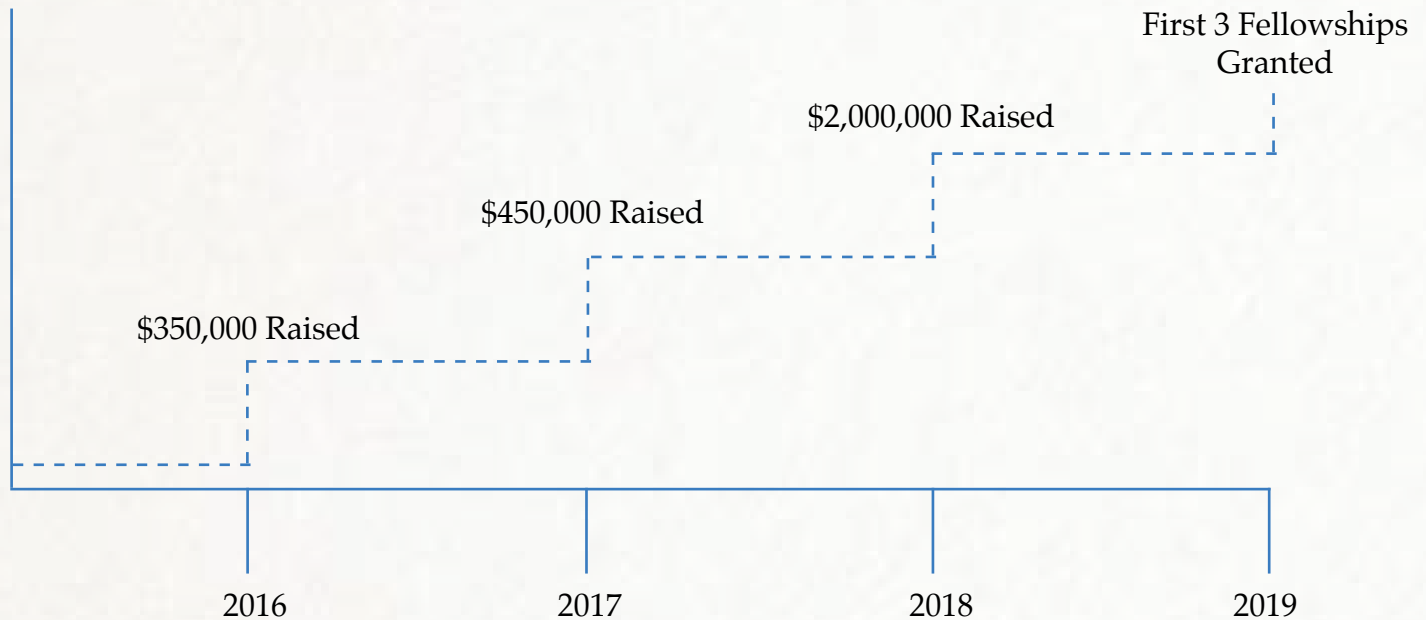 First 3 Fellowships
Granted
$2,000,000 Raised
$450,000 Raised
$350,000 Raised
2016
2017
2018
2019